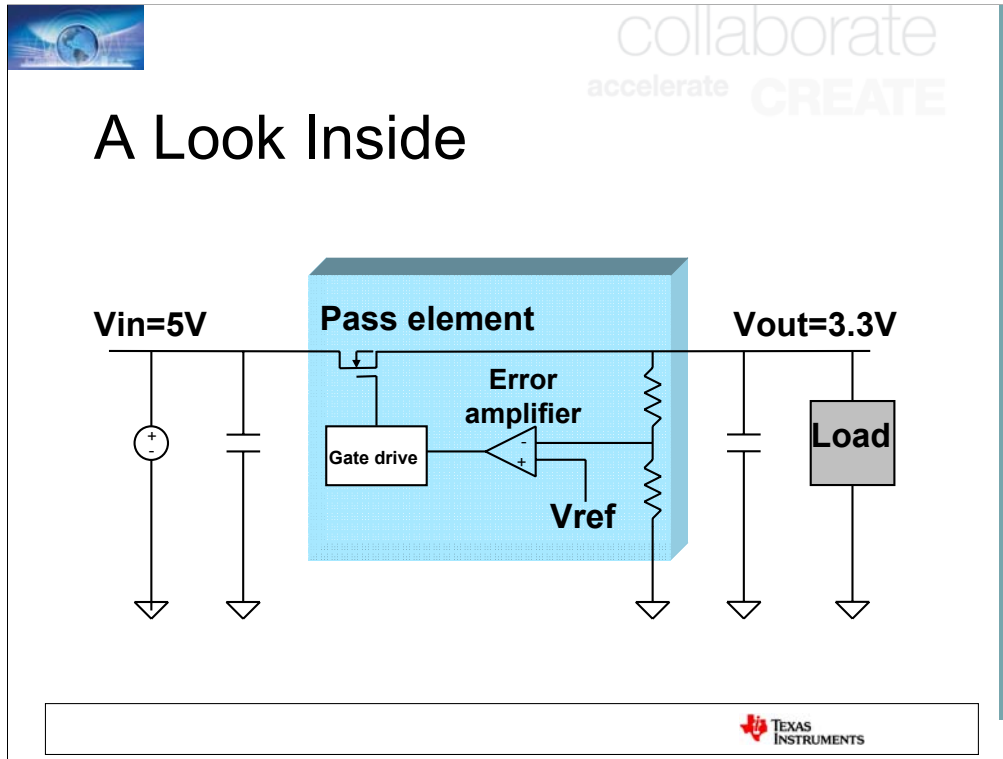 collaborate
accelerate CREATE
A Look Inside
Vin=5V
Pass element
Vout=3.3V
Error
amplifier
+
-
Gate drive
-
+
Load
Vref
TEXAS
INSTRUMENTS